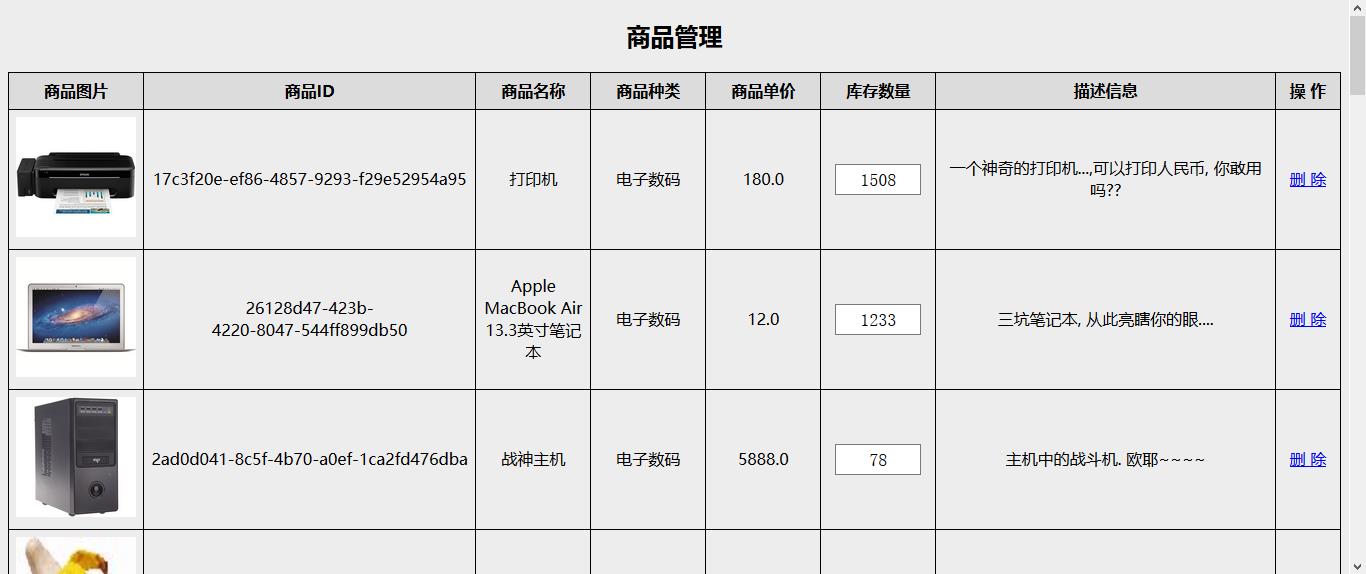 商品管理
商品图片 商品ID 商品名称 商品种类 商品单价 库存数量 描述信息 操 作
17c3f20e-ef86-4857-9293-f29e52954a95 打印机 电子数码 180.0 1508 一个神奇的打印机...,可以打印人民币, 你敢用
吗?? 删 除
26128d47-423b-
4220-8047-544ff899db50
Apple
MacBook Air
13.3英寸笔记
本
电子数码 12.0 1233 三坑笔记本, 从此亮瞎你的眼.... 删 除
2ad0d041-8c5f-4b70-a0ef-1ca2fd476dba 战神主机 电子数码 5888.0 78 主机中的战斗机. 欧耶~~~~ 删 除